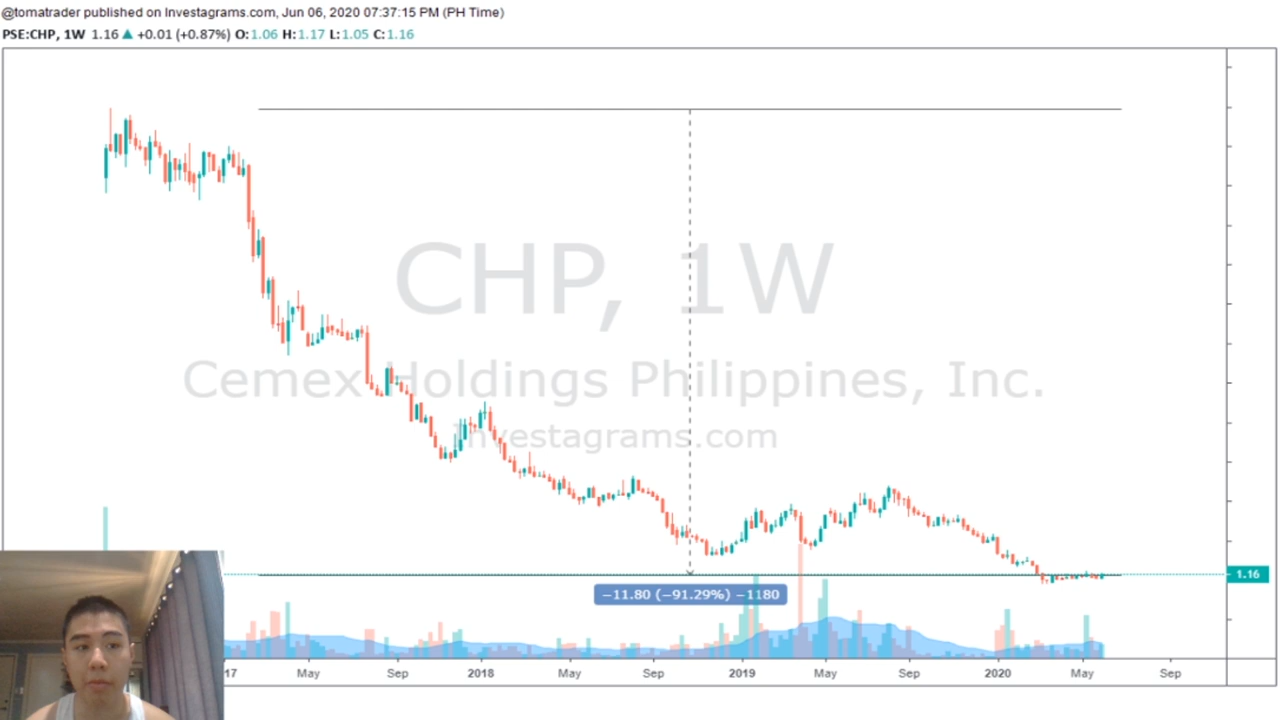 @tomatrader published on Investagrams.com, Jun 06, 2020 07:37:15 PM (PH Time)
PSE:CHP, 1W 1.16 ▲ +0.01 (+0.87%) O:1.06 H:1.17 L:1.05 C:1.16
CHP, 1W
Cemex Holdings Philippines, Inc.
Investagrams.com
1.16
−11.80 (−91.29%) −1180
17 May Sep 2018 May Sep 2019 May Sep 2020 May Sep